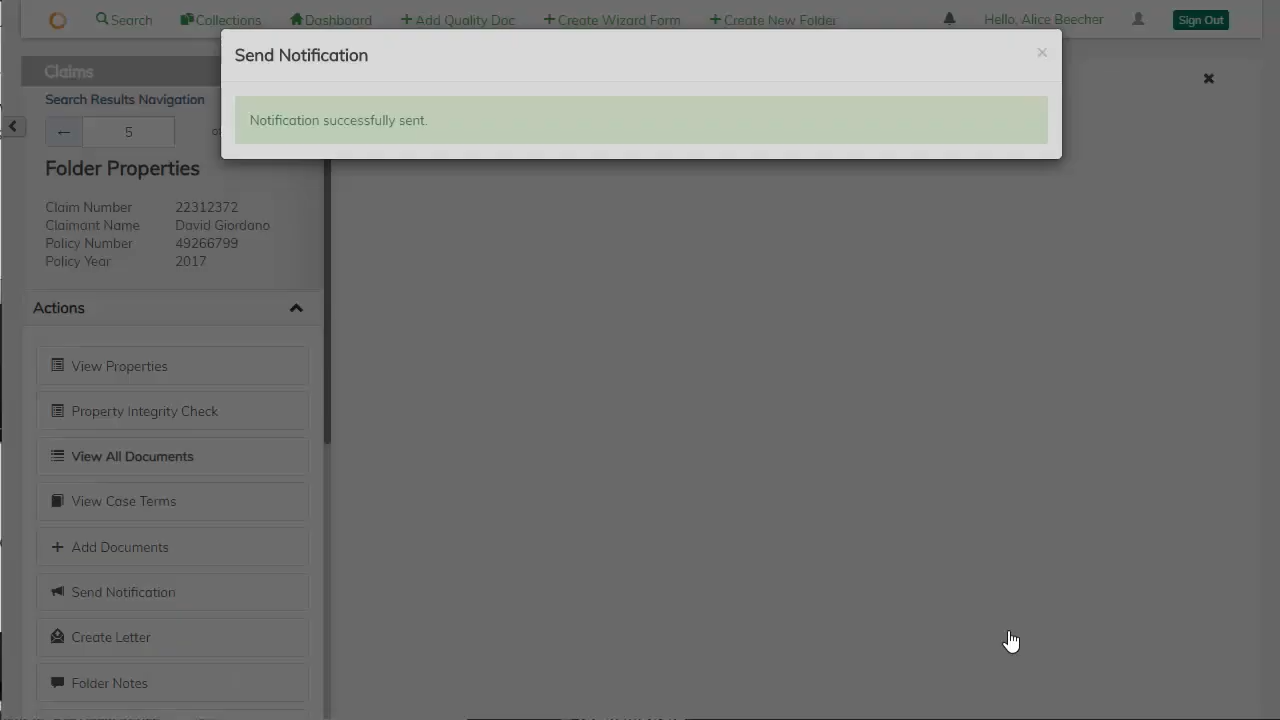 Search
Collections
Dashboard
Add Quality Doc
Create Wizard Form
Create New Folder
Hello, Alice Beecher
Sign Out
Send Notification
×
Notification successfully sent.
Claims
Search Results Navigation
5
Folder Properties
Claim Number 22312372
Claimant Name David Giordano
Policy Number 49266799
Policy Year 2017
Actions
View Properties
Property Integrity Check
View All Documents
View Case Terms
Add Documents
Send Notification
Create Letter
Folder Notes